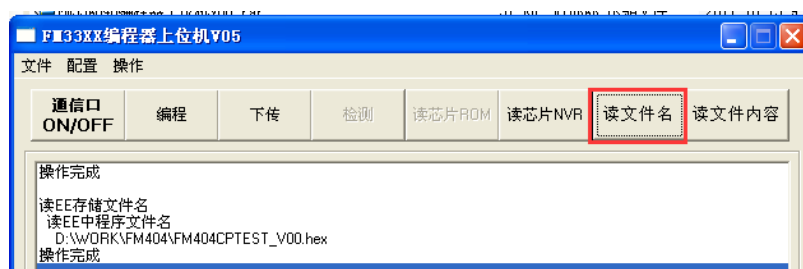 FM33XX编程器上位机V05
文件 配置 操作
通信口 ON/OFF 编程 下传 检测 读芯片ROM 读芯片NVR 读文件名 读文件内容
操作完成
读EE存储文件名
读EE中程序文件名
D:\WORK\FM404\FM404CPTEST_V00.hex
操作完成